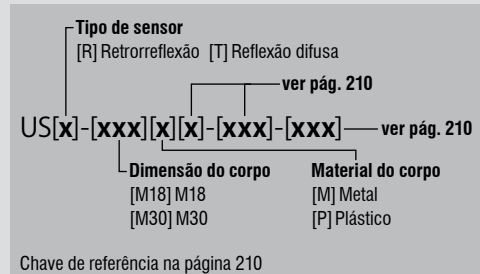 Tipo de sensor
[R] Retrorreflexão [T] Reflexão difusa
ver pág. 210
US[x]-[xxx][x][x]-[xxx]-[xxx] ver pág. 210
Dimensão do corpo Material do corpo
[M18] M18 [M] Metal
[M30] M30 [P] Plástico
Chave de referência na página 210